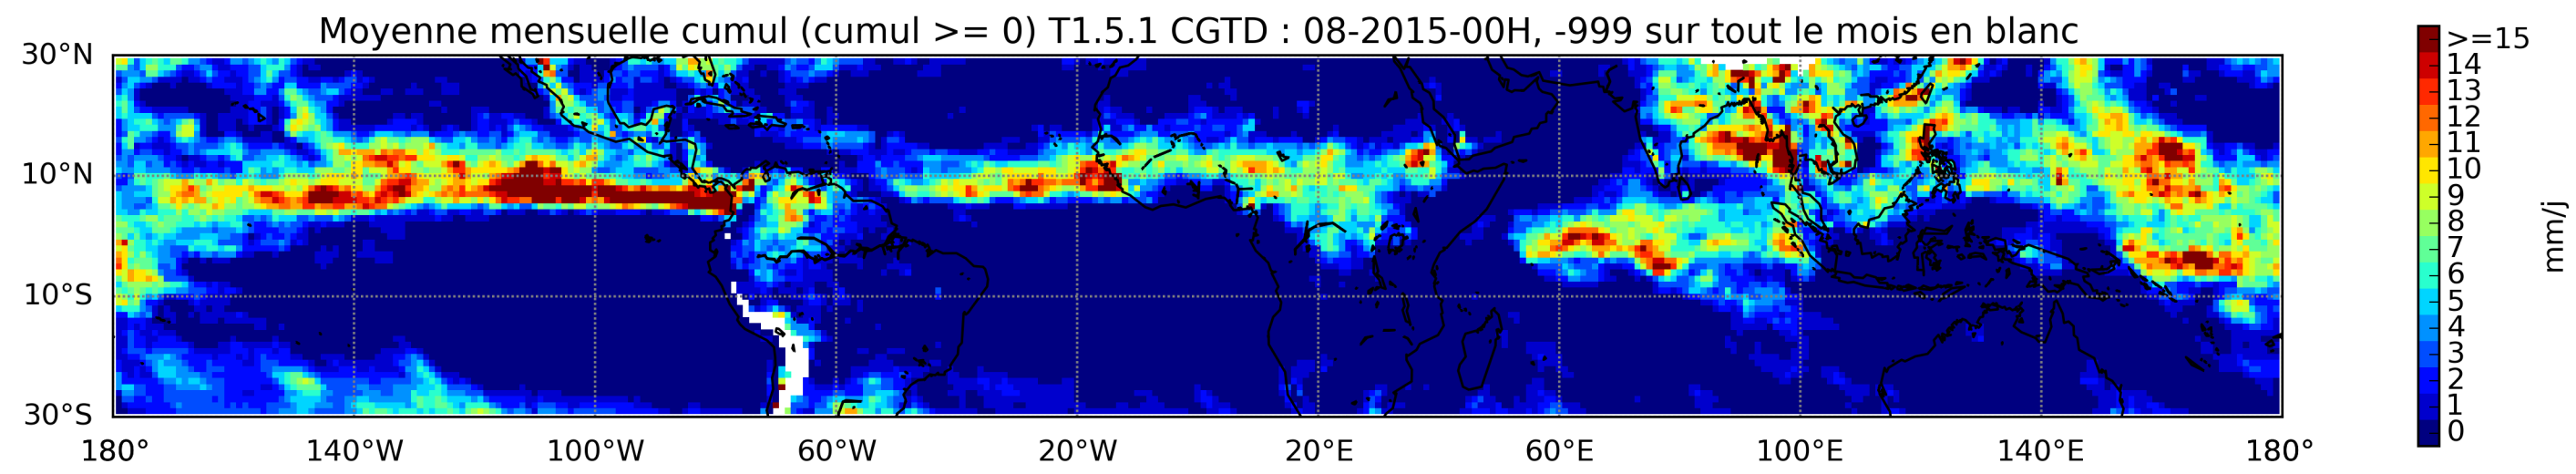 Moyenne mensuelle cumul (cumul >= 0) T1.5.1 CGTD : 08-2015-00H, -999 sur tout le mois en blanc
30°N
10°N
10°S
30°S
180°
140°W
100°W
60°W
20°W
20°E
60°E
100°E
140°E
180°
>=15
14
13
12
11
10
9
8
7
6
5
4
3
2
1
0
mm/j